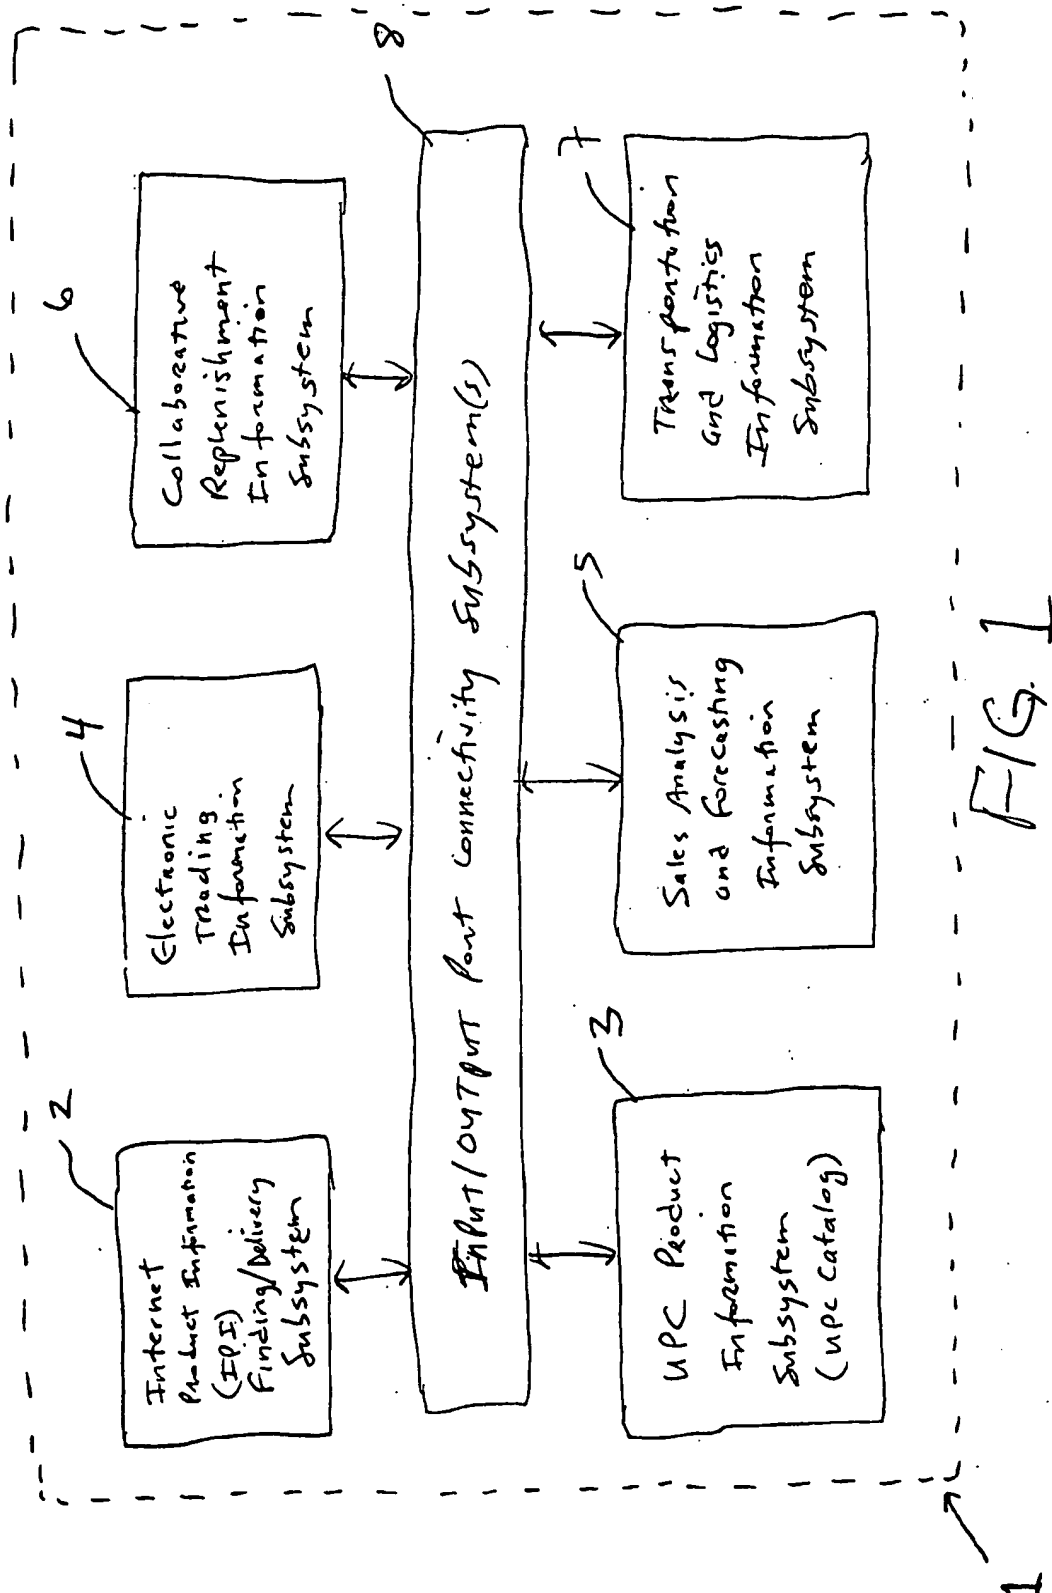 2
Internet
Product Information
(IPI)
Finding/Delivery
Subsystem
4
Electronic
Trading
Information
Subsystem
6
Collaborative
Replenishment
Information
Subsystem
8
Input/Output Port Connectivity Subsystem(s)
3
UPC Product
Information
Subsystem
(UPC Catalog)
5
Sales Analysis
and Forecasting
Information
Subsystem
7
Transportation
and Logistics
Information
Subsystem
1
FIG. 1